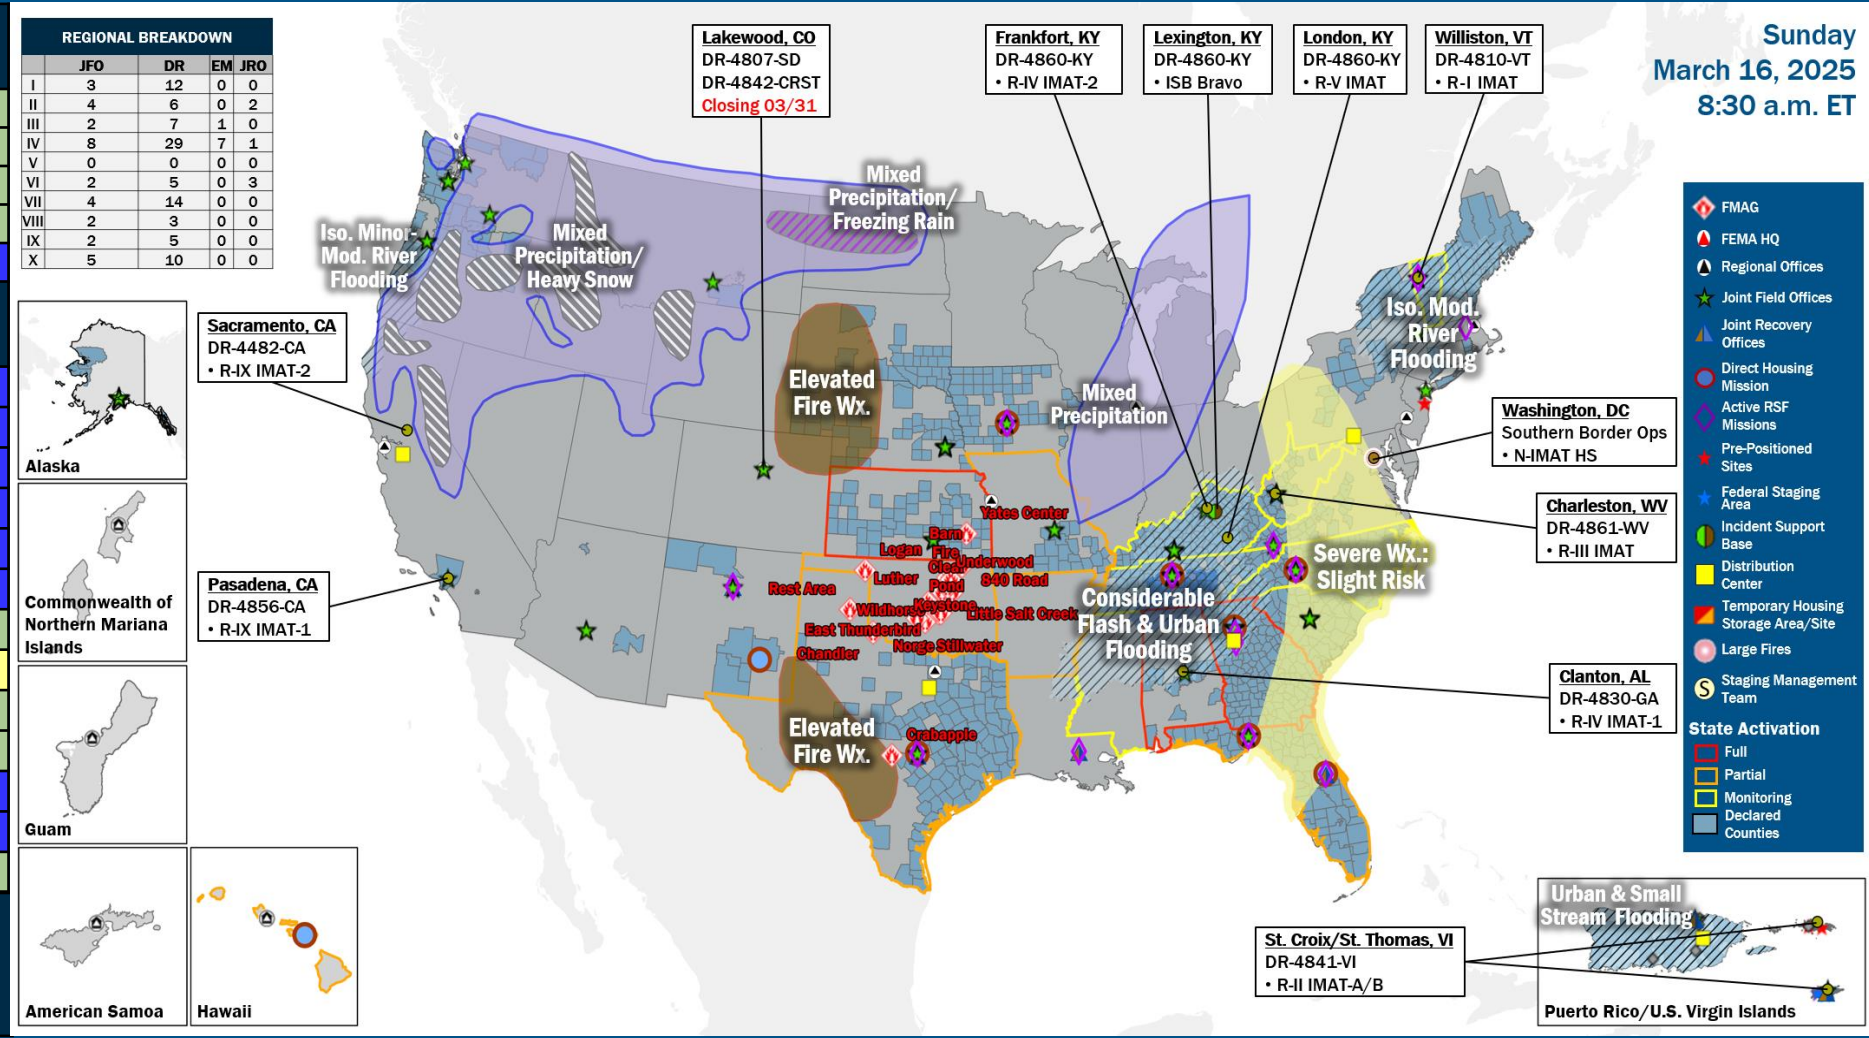 REGIONAL BREAKDOWN
JFO DR EM JRO
I 3 12 0 0
II 4 6 0 2
III 2 7 1 0
IV 8 29 7 1
V 0 0 0 0
VI 2 5 0 3
VII 4 14 0 0
VIII 2 3 0 0
IX 2 5 0 0
X 5 10 0 0
Lakewood, CO
DR-4807-SD
DR-4842-CRST
Closing 03/31
Frankfort, KY
DR-4860-KY
• R-IV IMAT-2
Lexington, KY
DR-4860-KY
• ISB Bravo
London, KY
DR-4860-KY
• R-V IMAT
Williston, VT
DR-4810-VT
• R-I IMAT
Sunday
March 16, 2025
8:30 a.m. ET
Iso. Minor-
Mod. River
Flooding
Mixed
Precipitation/
Heavy Snow
Mixed
Precipitation/
Freezing Rain
Elevated
Fire Wx.
Mixed
Precipitation
Iso. Mod.
River
Flooding
Sacramento, CA
DR-4482-CA
• R-IX IMAT-2
Pasadena, CA
DR-4856-CA
• R-IX IMAT-1
Washington, DC
Southern Border Ops
• N-IMAT HS
Charleston, WV
DR-4861-WV
• R-III IMAT
Clanton, AL
DR-4830-GA
• R-IV IMAT-1
St. Croix/St. Thomas, VI
DR-4841-VI
• R-II IMAT-A/B
Yates Center
Barn
Logan
Fire
Clear
Underwood
Luther
Pond
840 Road
Rest Area
Wildhorse
Keystone
Little Salt Creek
East Thunderbird
Chandler
Norge
Stillwater
Crabapple
Elevated
Fire Wx.
Considerable
Flash & Urban
Flooding
Severe Wx.:
Slight Risk
Urban & Small
Stream Flooding
Puerto Rico/U.S. Virgin Islands
Alaska
Commonwealth of
Northern Mariana
Islands
Guam
American Samoa
Hawaii
FMAG
FEMA HQ
Regional Offices
Joint Field Offices
Joint Recovery
Offices
Direct Housing
Mission
Active RSF
Missions
Pre-Positioned
Sites
Federal Staging
Area
Incident Support
Base
Distribution
Center
Temporary Housing
Storage Area/Site
Large Fires
S
Staging Management
Team
State Activation
Full
Partial
Monitoring
Declared
Counties